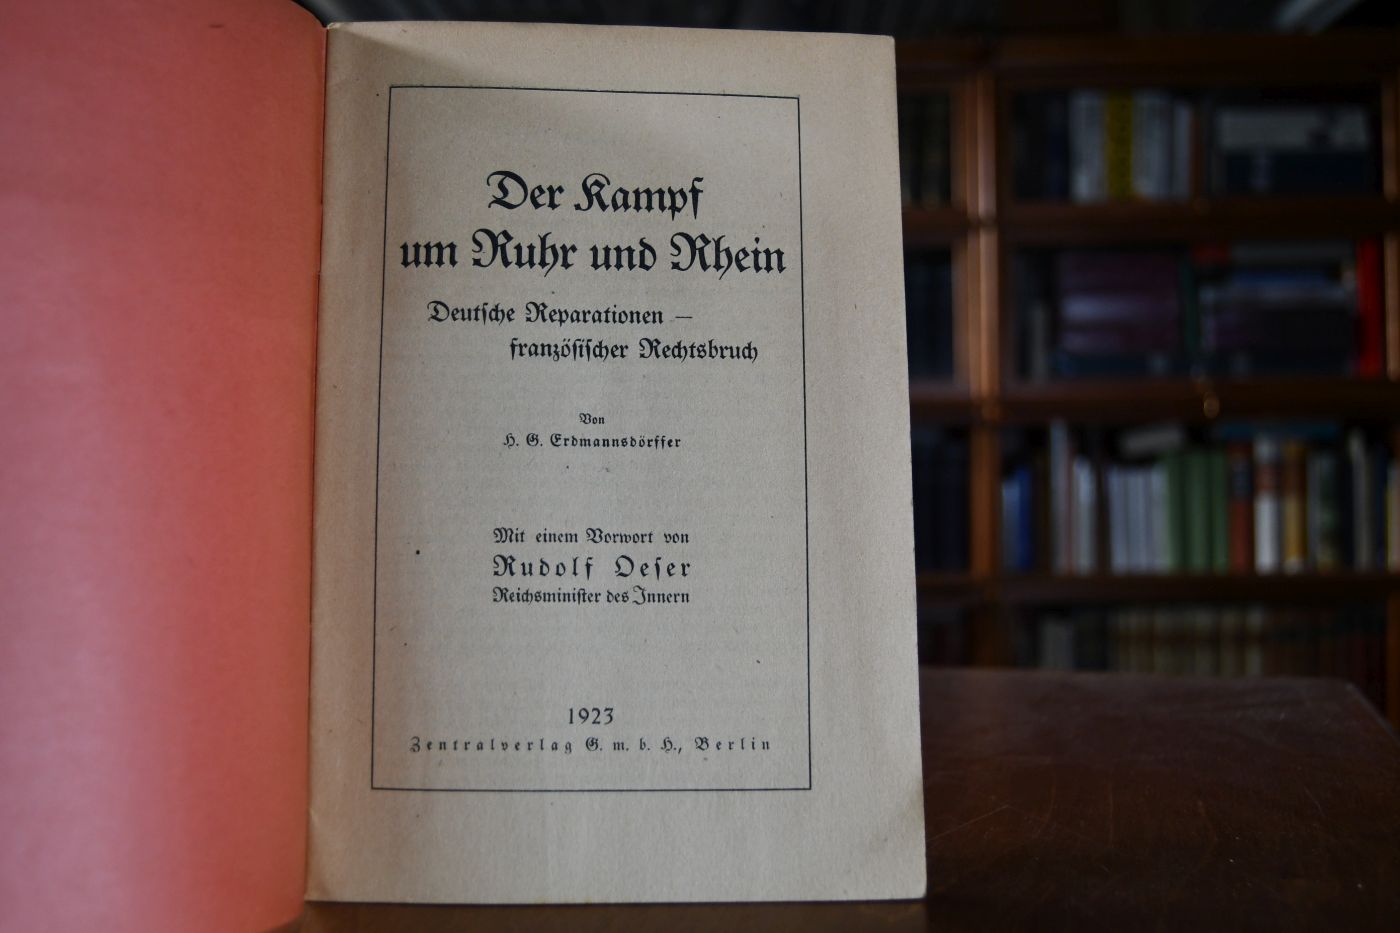 Der Kampf
um Ruhr und Rhein
Deutsche Reparationen —
französischer Rechtsbruch
Von
H. G. Erdmannsdörffer
Mit einem Vorwort von
Rudolf Oeser
Reichsminister des Innern
1923
Zentralverlag G. m. b. H., Berlin